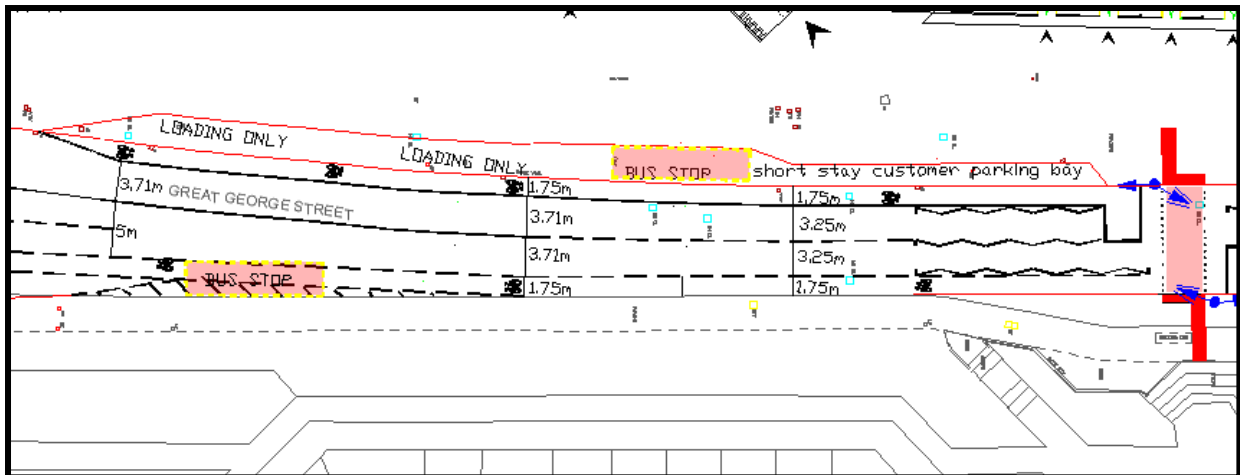 LOADING ONLY
LOADING ONLY
BUS STOP
short stay customer parking bay
3.71m
GREAT GEORGE STREET
1.75m
1.75m
3.71m
3.25m
5m
3.71m
3.25m
BUS STOP
1.75m
1.75m